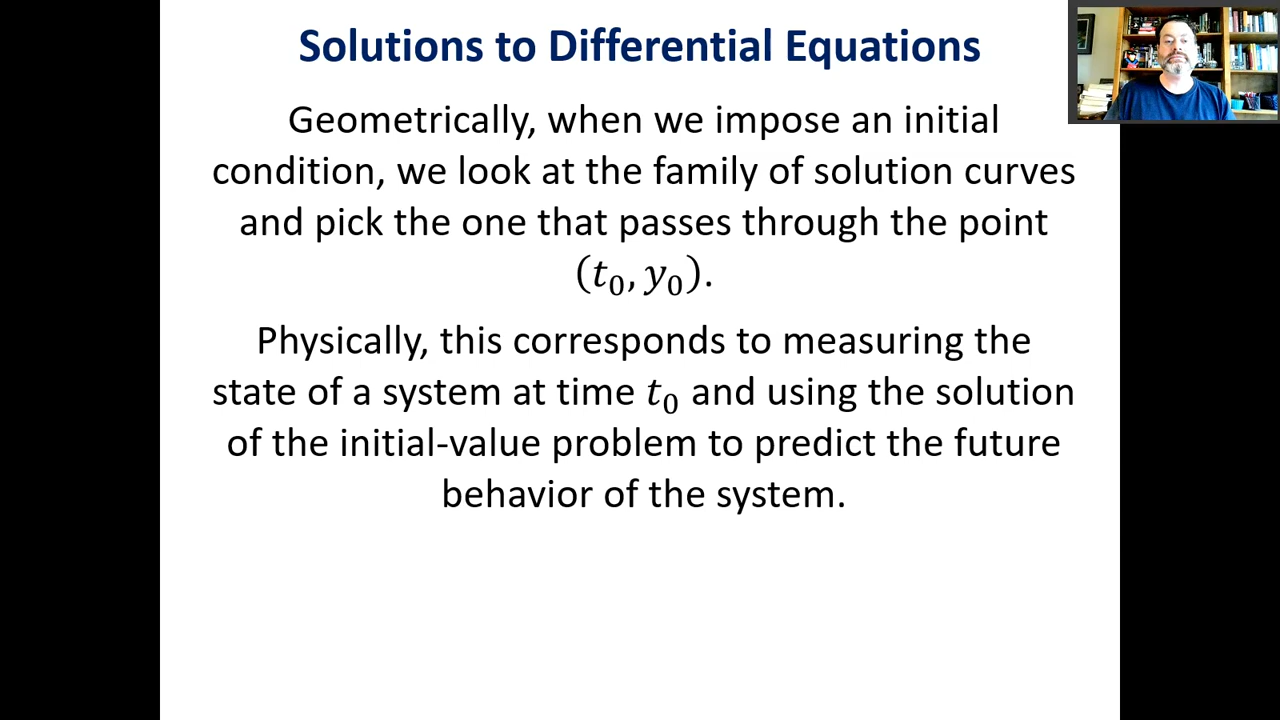 Solutions to Differential Equations
Geometrically, when we impose an initial
condition, we look at the family of solution curves
and pick the one that passes through the point
(t₀, y₀).
Physically, this corresponds to measuring the
state of a system at time t₀ and using the solution
of the initial-value problem to predict the future
behavior of the system.